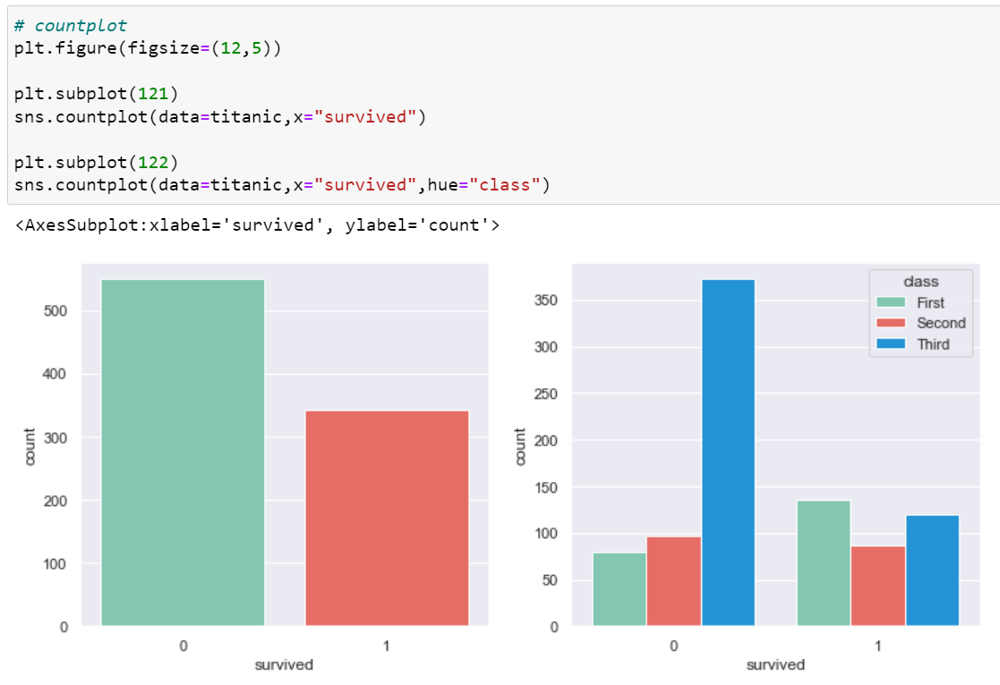 # countplot
plt.figure(figsize=(12,5))
plt.subplot(121)
sns.countplot(data=titanic,x="survived")
plt.subplot(122)
sns.countplot(data=titanic,x="survived",hue="class")
<AxesSubplot:xlabel='survived', ylabel='count'>
500
400
300
200
100
0
count
0
1
survived
350
300
250
200
150
100
50
0
count
class
First
Second
Third
0
1
survived